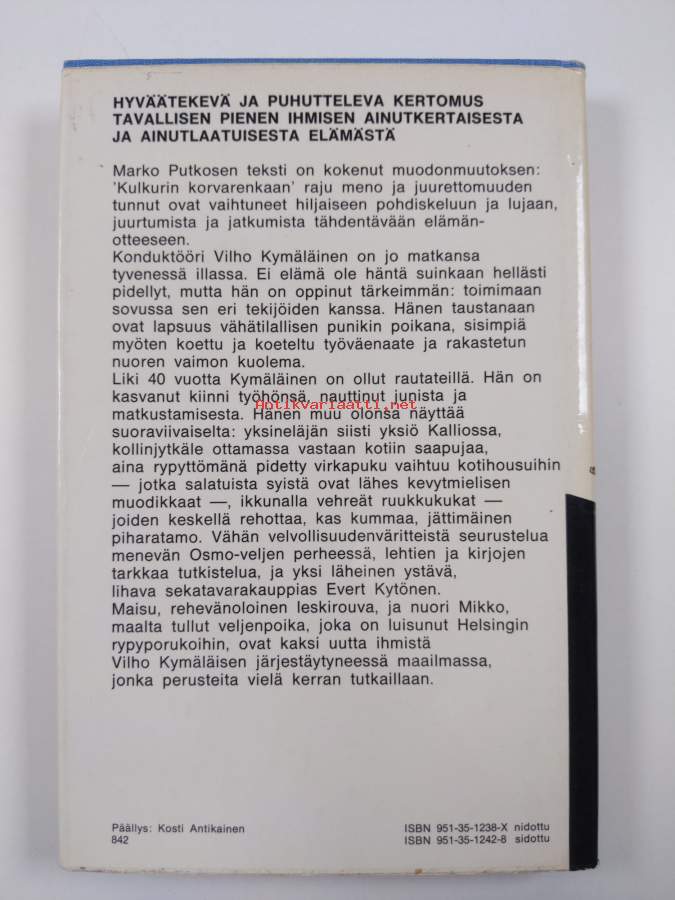 HYVÄÄTEKEVÄ JA PUHUTTELEVA KERTOMUS
TAVALLISEN PIENEN IHMISEN AINUTKERTAISESTA
JA AINUTLAATUISESTA ELÄMÄSTÄ
Marko Putkosen teksti on kokenut muodonmuutoksen:
'Kulkurin korvarenkaan' raju meno ja juurettomuuden
tunnut ovat vaihtuneet hiljaiseen pohdiskeluun ja lujaan,
juurtumista ja jatkumista tähdentävään elämän-
otteeseen.
Konduktööri Vilho Kymäläinen on jo matkansa
tyvenessä illassa. Ei elämä ole häntä suinkaan hellästi
pidellyt, mutta hän on oppinut tärkeimmän: toimimaan
sovussa sen eri tekijöiden kanssa. Hänen taustanaan
ovat lapsuus vähätilallisen punikin poikana, sisimpiä
myöten koettu ja koeteltu työväenaate ja rakastetun
nuoren vaimon kuolema.
Liki 40 vuotta Kymäläinen on ollut rautateillä. Hän on
kasvanut kiinni työhönsä, nauttinut junista ja
Antikvariaatti.net
matkustamisesta. Hänen muu olonsa näyttää
suoraviivaiselta: yksineläjän siisti yksiö Kalliossa,
kollinjytkäle ottamassa vastaan kotiin saapujaa,
aina rypyttömänä pidetty virkapuku vaihtuu kotihousuihin
— jotka salatuista syistä ovat lähes kevytmielisen
muodikkaat —, ikkunalla vehreät ruukkukukat —
joiden keskellä rehottaa, kas kummaa, jättimäinen
piharatamo. Vähän velvollisuudenväritteistä seurustelua
menevän Osmo-veljen perheessä, lehtien ja kirjojen
tarkkaa tutkistelua, ja yksi läheinen ystävä,
lihava sekatavarakauppias Evert Kytönen.
Maisu, rehevänoloinen leskirouva, ja nuori Mikko,
maalta tullut veljenpoika, joka on luisunut Helsingin
rypyporukoihin, ovat kaksi uutta ihmistä
Vilho Kymäläisen järjestäytyneessä maailmassa,
jonka perusteita vielä kerran tutkaillaan.
Päällys: Kosti Antikainen
842
ISBN 951-35-1238-X nidottu
ISBN 951-35-1242-8 sidottu